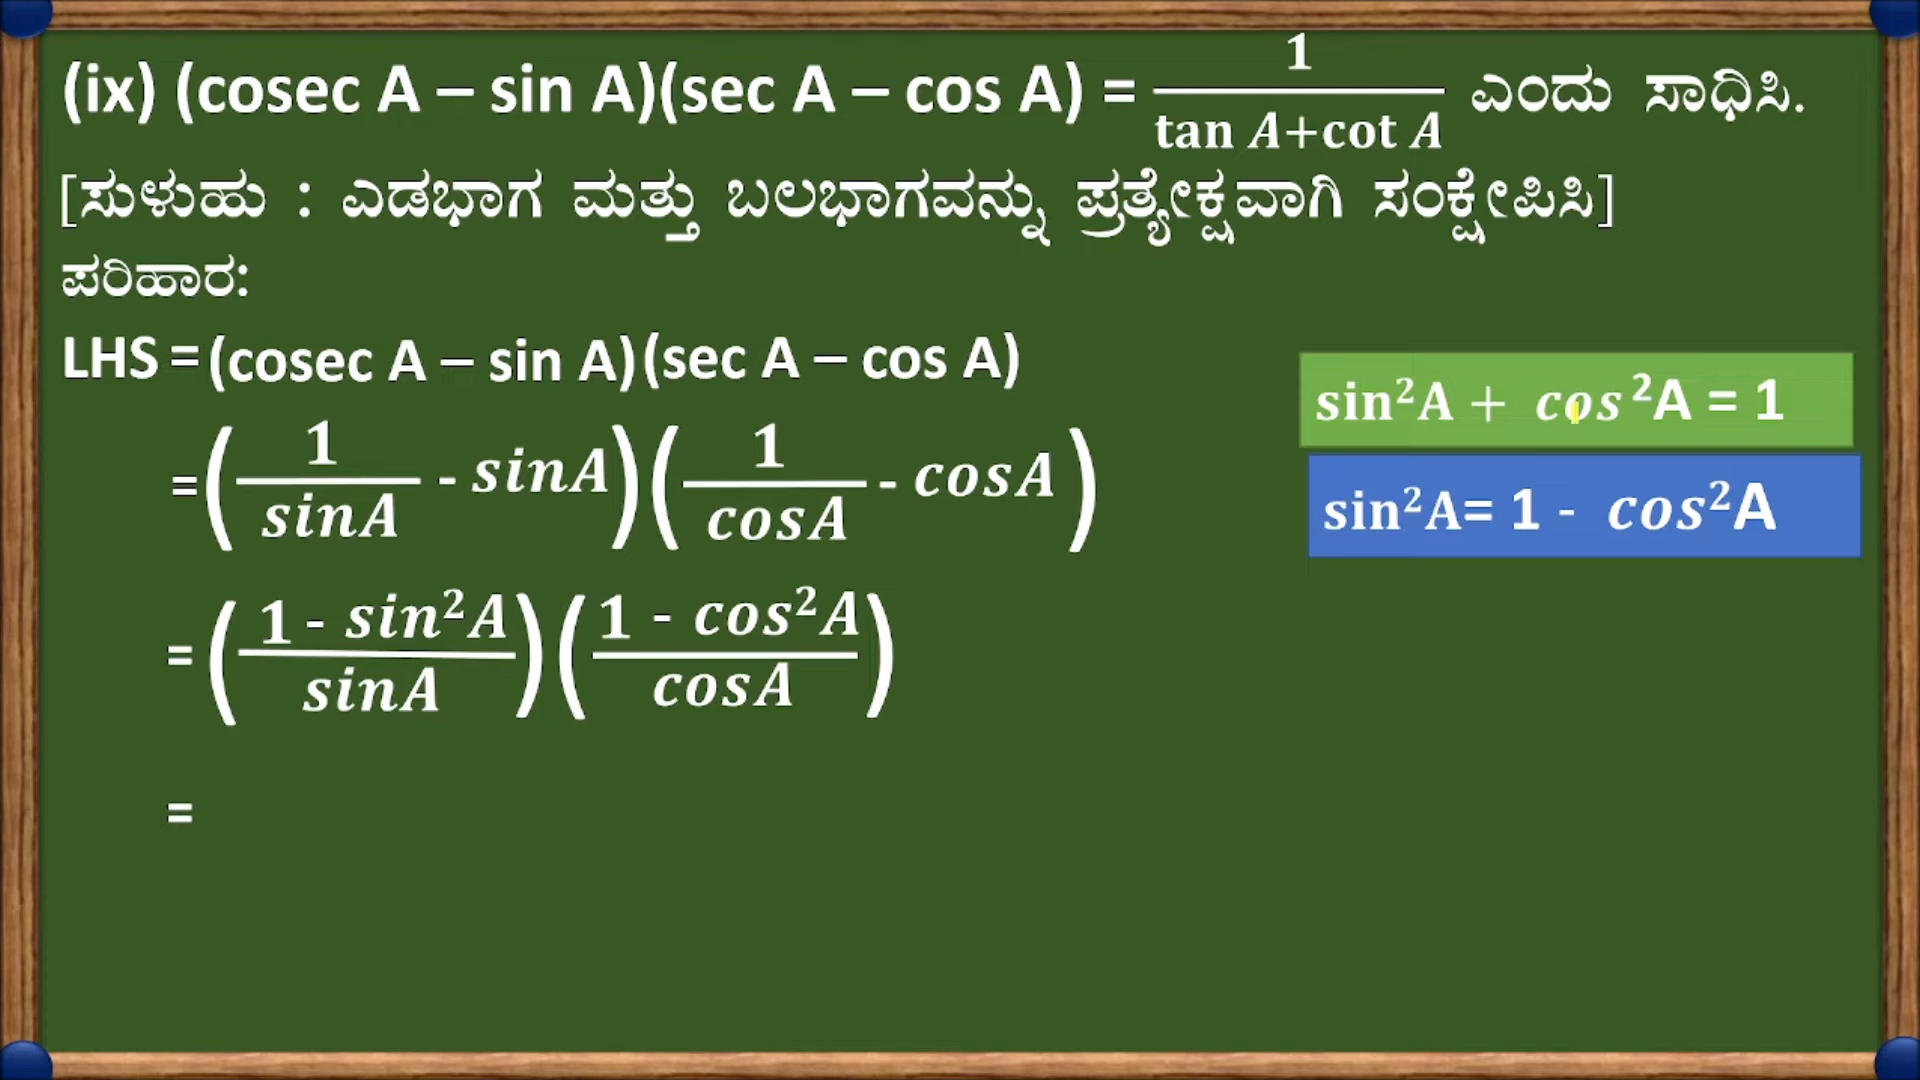 (ix) (cosec A – sin A)(sec A – cos A) = 1/(tan A+cot A) ಎಂದು ಸಾಧಿಸಿ.
[ಸುಳುಹು : ಎಡಭಾಗ ಮತ್ತು ಬಲಭಾಗವನ್ನು ಪ್ರತ್ಯೇಕ್ಷವಾಗಿ ಸಂಕ್ಷೇಪಿಸಿ]
ಪರಿಹಾರ:
LHS = (cosec A – sin A)(sec A – cos A)
sin²A + cos²A = 1
= (1/sinA - sinA)(1/cosA - cosA)
sin²A= 1 - cos²A
= ((1 - sin²A)/sinA)((1 - cos²A)/cosA)
=